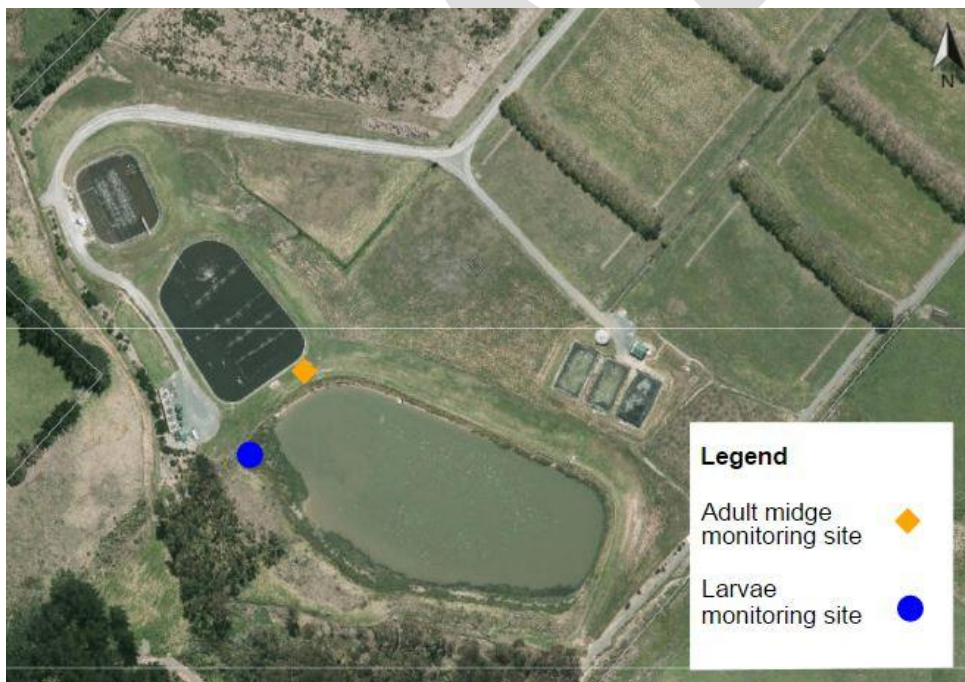 N
Legend
Adult midge
monitoring site
Larvae
monitoring site